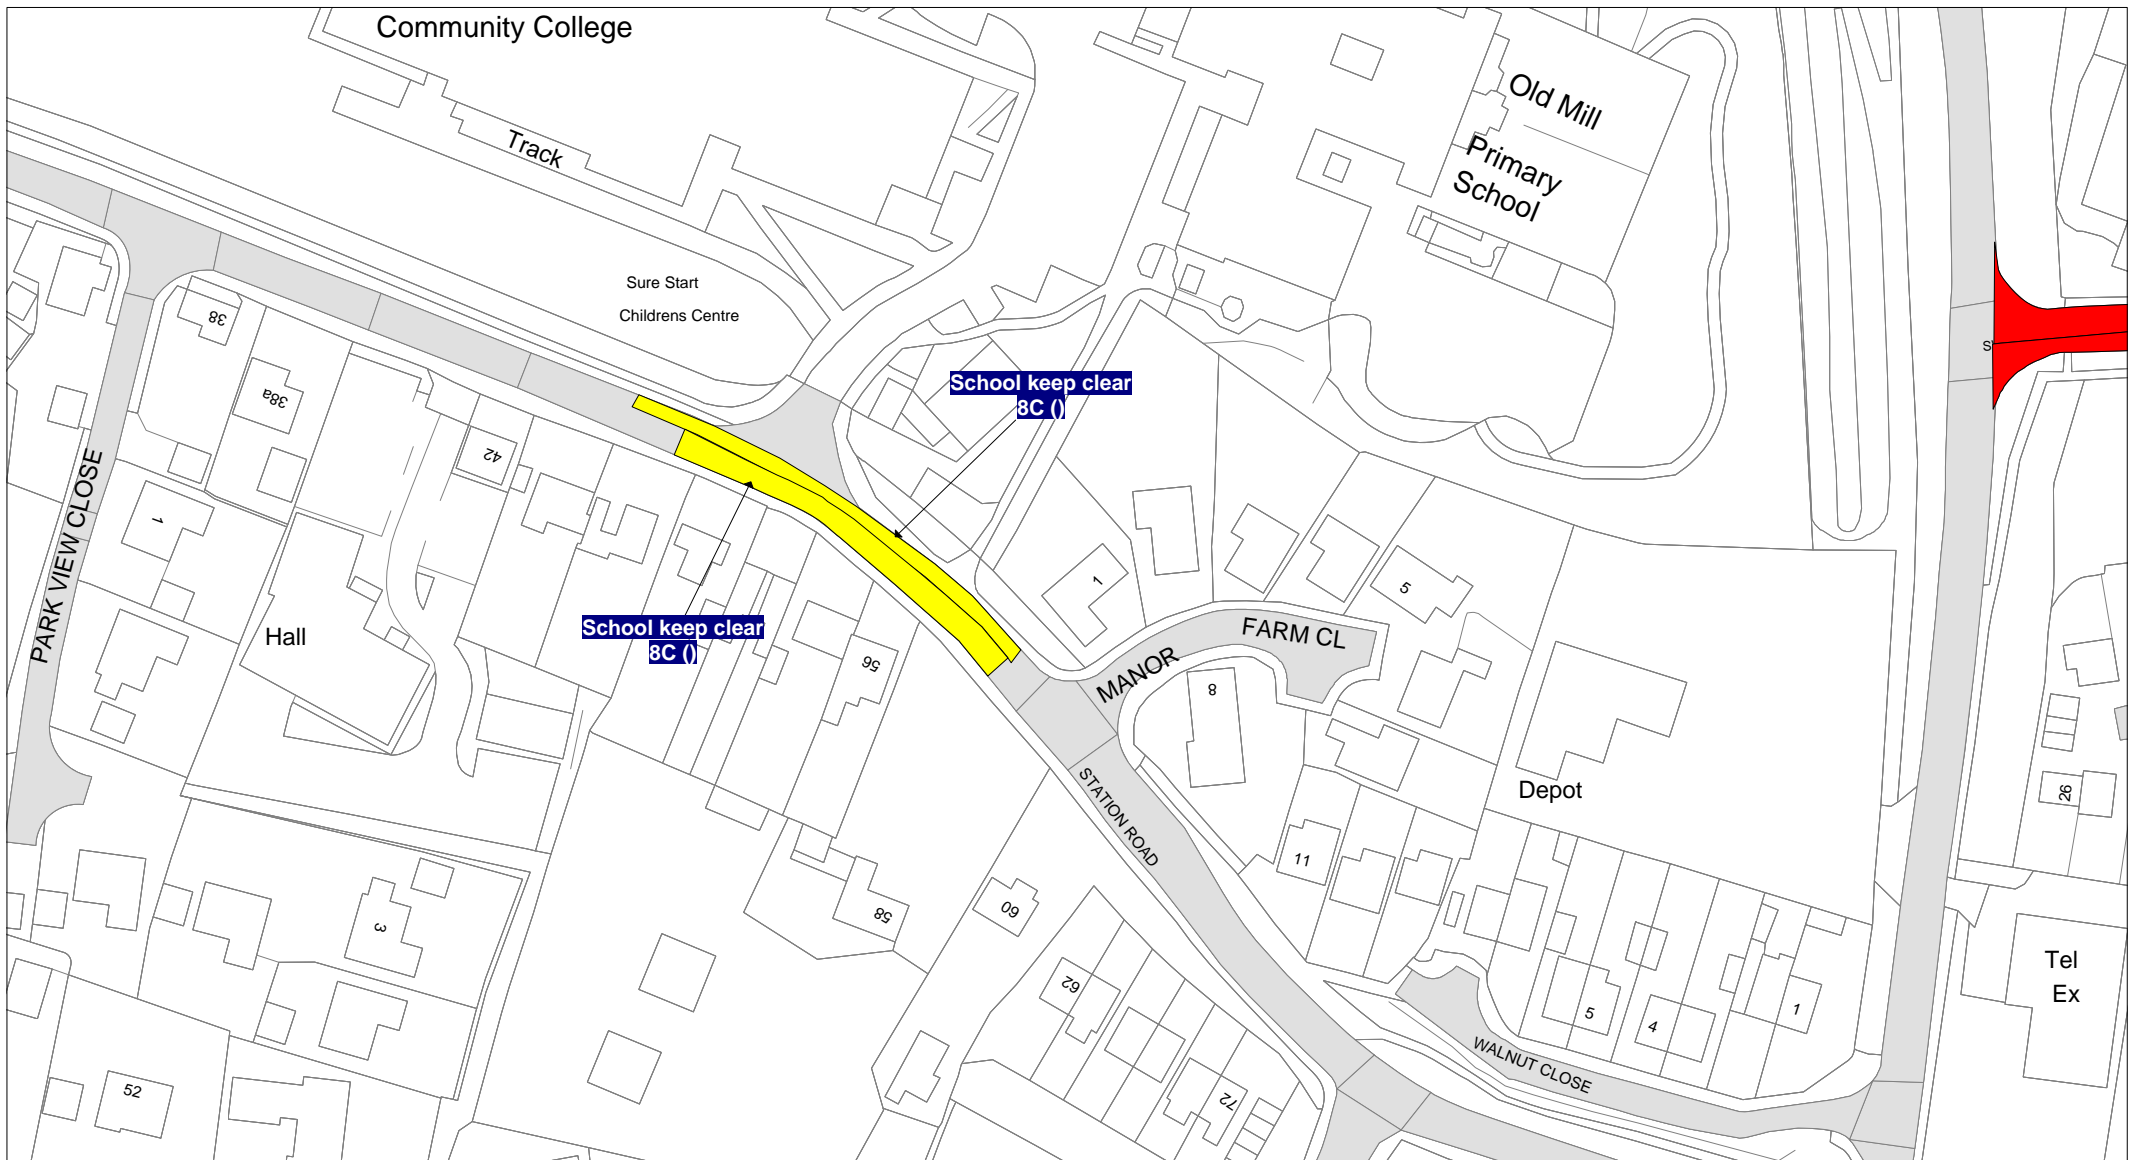 Community College
Track
Old Mill
Primary
School
Sure Start
Childrens Centre
38
38a
42
School keep clear
8C ()
PARK VIEW CLOSE
1
1
5
School keep clear
8C ()
Hall
56
FARM CL
MANOR
8
STATION ROAD
Depot
26
11
3
58
60
62
Tel
Ex
5
4
1
WALNUT CLOSE
52
72